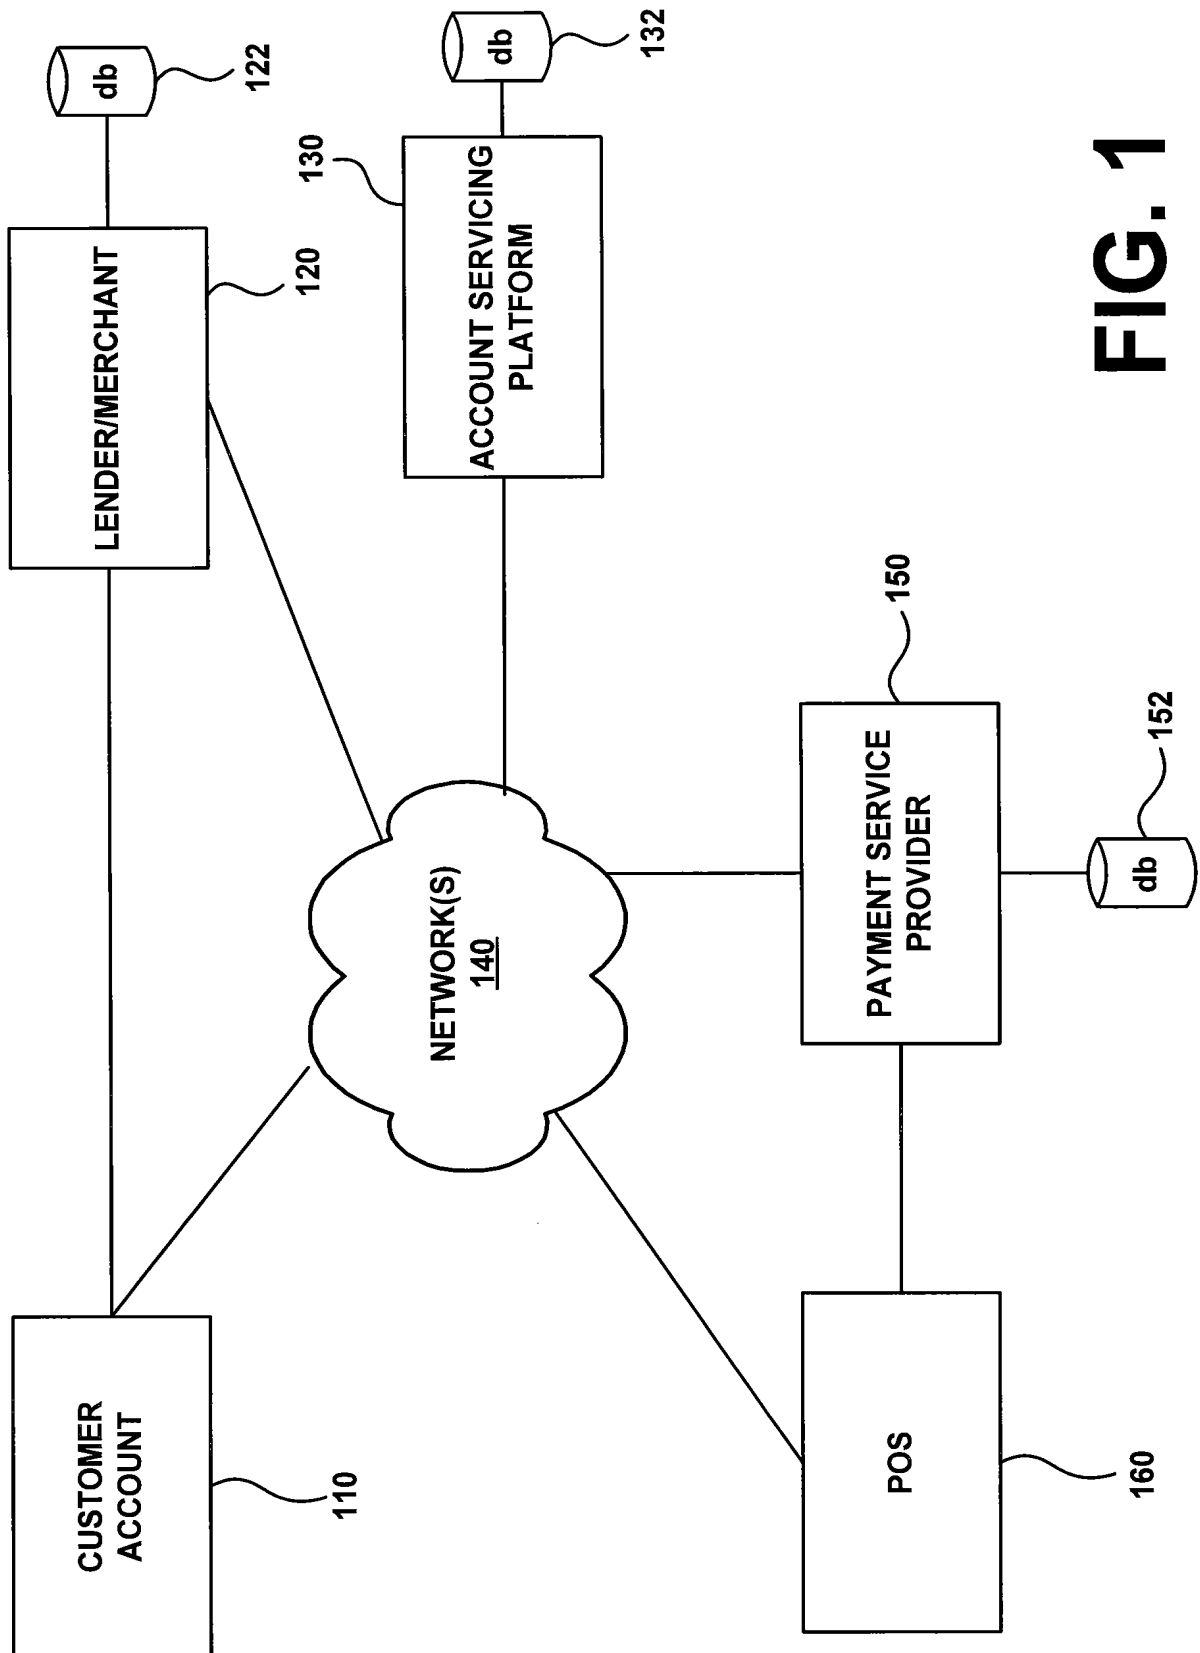 CUSTOMER
ACCOUNT
110
LENDER/MERCHANT
120
db
122
NETWORK(S)
140
ACCOUNT SERVICING
PLATFORM
130
db
132
POS
160
PAYMENT SERVICE
PROVIDER
150
db
152
FIG. 1